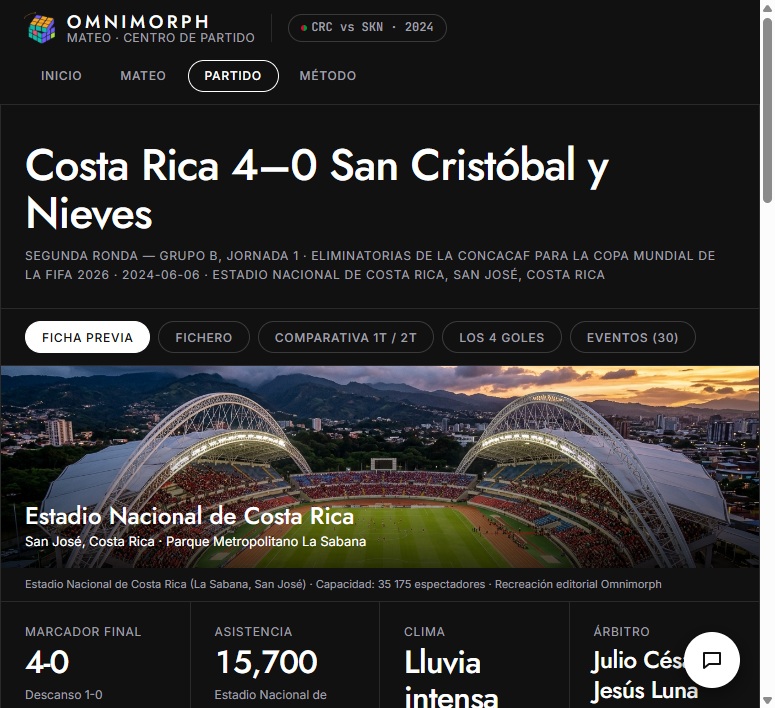 OMNIMORPH
MATEO · CENTRO DE PARTIDO
CRC vs SKN · 2024
INICIO
MATEO
PARTIDO
MÉTODO
Costa Rica 4–0 San Cristóbal y
Nieves
SEGUNDA RONDA — GRUPO B, JORNADA 1 · ELIMINATORIAS DE LA CONCACAF PARA LA COPA MUNDIAL DE
LA FIFA 2026 · 2024-06-06 · ESTADIO NACIONAL DE COSTA RICA, SAN JOSÉ, COSTA RICA
FICHA PREVIA
FICHERO
COMPARATIVA 1T / 2T
LOS 4 GOLES
EVENTOS (30)
Estadio Nacional de Costa Rica
San José, Costa Rica · Parque Metropolitano La Sabana
Estadio Nacional de Costa Rica (La Sabana, San José) · Capacidad: 35 175 espectadores · Recreación editorial Omnimorph
MARCADOR FINAL
4-0
Descanso 1-0
ASISTENCIA
15,700
Estadio Nacional de
CLIMA
Lluvia
intensa
ÁRBITRO
Julio
Jesús Luna